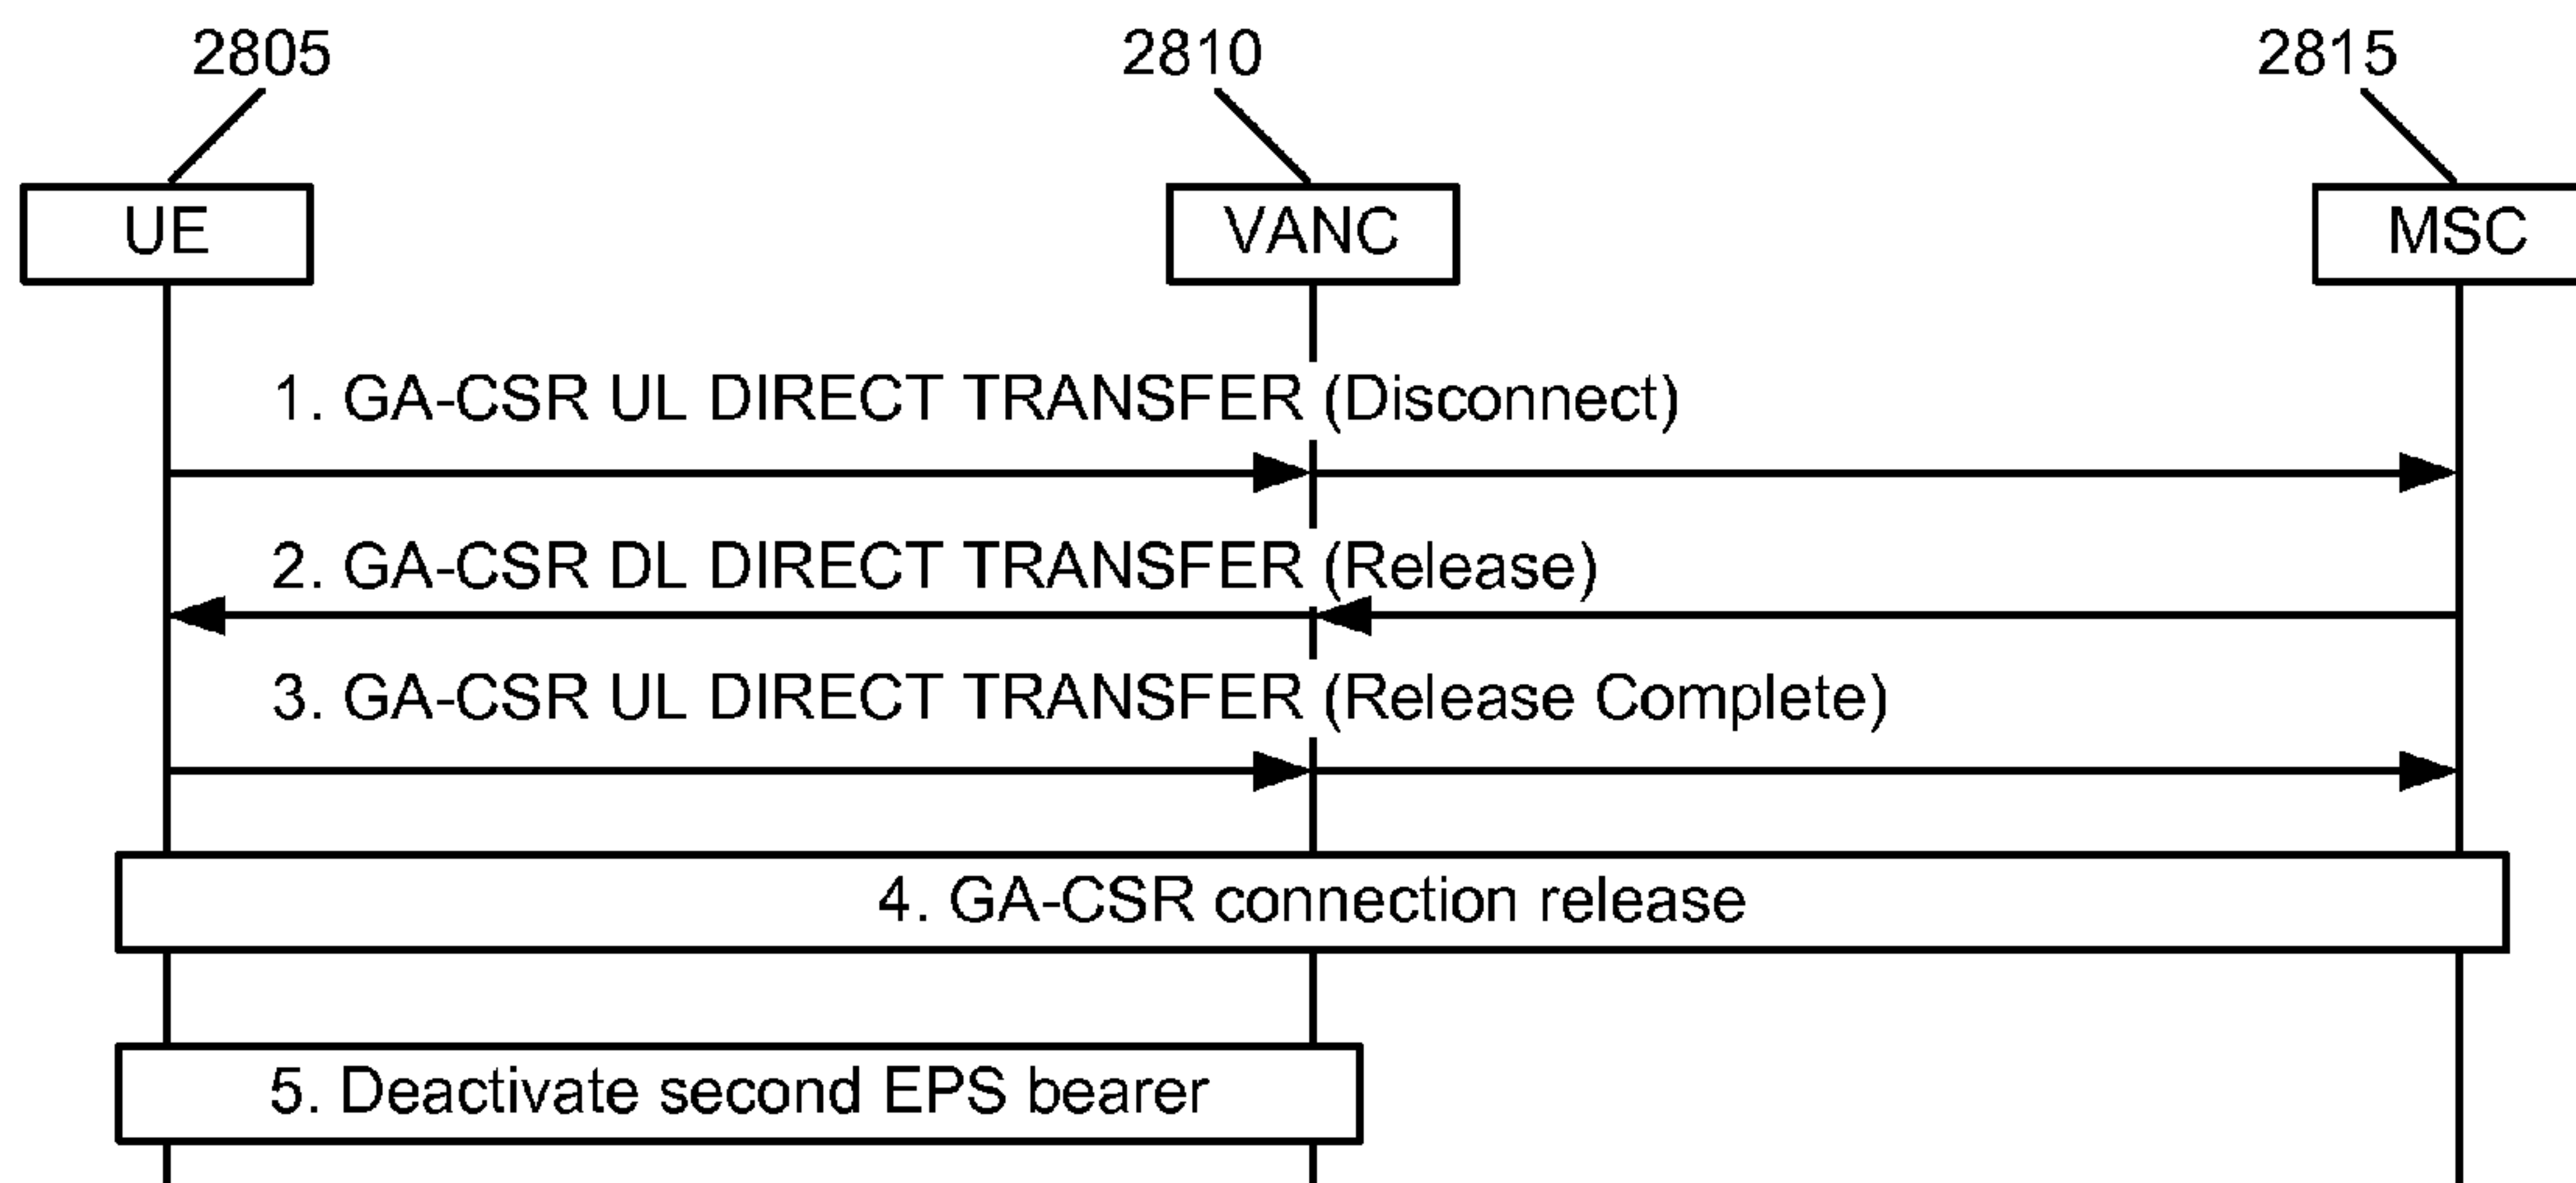 2805
2810
2815
UE
VANC
MSC
1. GA-CSR UL DIRECT TRANSFER (Disconnect)
2. GA-CSR DL DIRECT TRANSFER (Release)
3. GA-CSR UL DIRECT TRANSFER (Release Complete)
4. GA-CSR connection release
5. Deactivate second EPS bearer